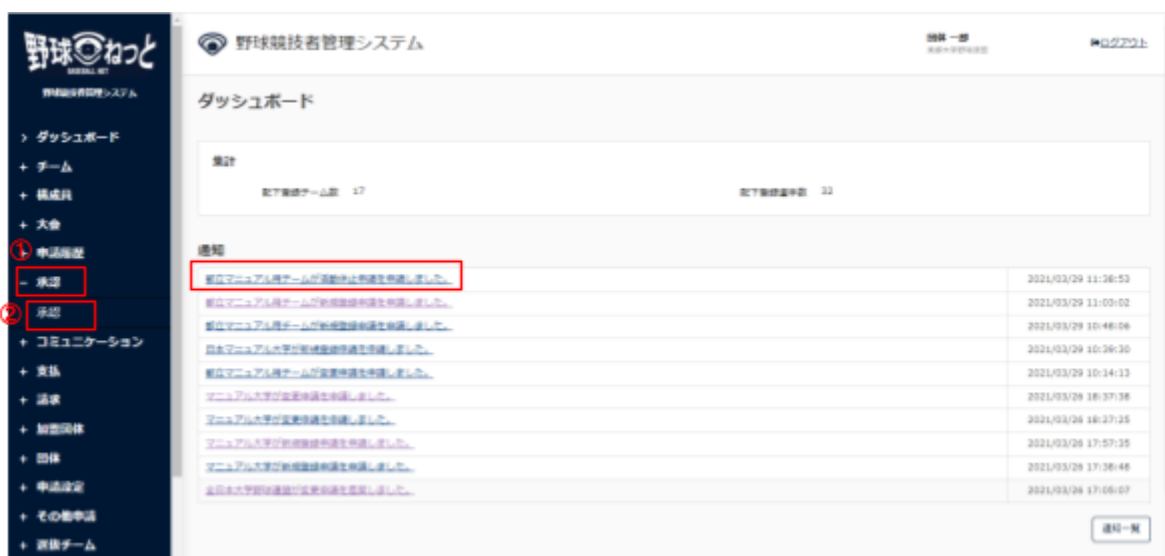 野球ねっと
BASEBALL NET
野球競技者管理システム
> ダッシュボード
+ チーム
+ 構成員
+ 大会
① + 申請履歴
- 承認
② 承認
+ コミュニケーション
+ 支払
+ 請求
+ 加盟団体
+ 団体
+ 申請設定
+ その他申請
+ 選抜チーム
野球競技者管理システム
団体 一郎
ログアウト
ダッシュボード
集計
配下登録チーム数 17
配下登録選手数 32
通知
都立マニュアル用チームが活動休止申請を申請しました。 2021/03/29 11:36:53
都立マニュアル用チームが新規登録申請を申請しました。 2021/03/29 11:03:02
都立マニュアル用チームが新規登録申請を申請しました。 2021/03/29 10:46:06
日本マニュアル大学が新規登録申請を申請しました。 2021/03/29 10:39:30
都立マニュアル用チームが変更申請を申請しました。 2021/03/29 10:14:13
マニュアル大学が変更申請を申請しました。 2021/03/26 18:37:38
マニュアル大学が変更申請を申請しました。 2021/03/26 18:27:25
マニュアル大学が新規登録申請を申請しました。 2021/03/26 17:57:35
マニュアル大学が新規登録申請を申請しました。 2021/03/26 17:36:48
全日本大学野球連盟が変更申請を差戻しました。 2021/03/26 17:05:07
通知一覧